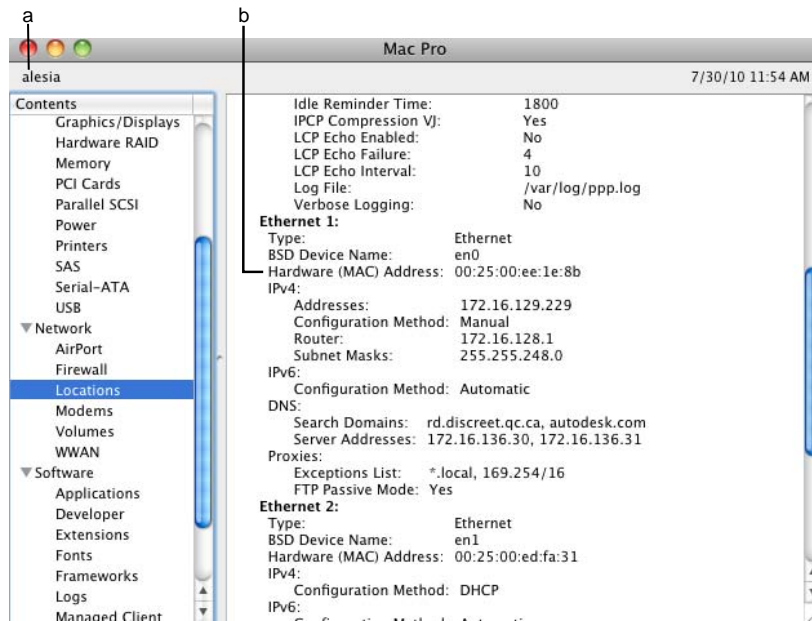 a
b
Mac Pro
alesia
7/30/10 11:54 AM
Contents
Graphics/Displays
Hardware RAID
Memory
PCI Cards
Parallel SCSI
Power
Printers
SAS
Serial-ATA
USB
Network
AirPort
Firewall
Locations
Modems
Volumes
WWAN
Software
Applications
Developer
Extensions
Fonts
Frameworks
Logs
Managed Client
Idle Reminder Time: 1800
IPCP Compression VJ: Yes
LCP Echo Enabled: No
LCP Echo Failure: 4
LCP Echo Interval: 10
Log File: /var/log/ppp.log
Verbose Logging: No
Ethernet 1:
Type: Ethernet
BSD Device Name: en0
Hardware (MAC) Address: 00:25:00:ee:1e:8b
IPv4:
Addresses: 172.16.129.229
Configuration Method: Manual
Router: 172.16.128.1
Subnet Masks: 255.255.248.0
IPv6:
Configuration Method: Automatic
DNS:
Search Domains: rd.discreet.qc.ca, autodesk.com
Server Addresses: 172.16.136.30, 172.16.136.31
Proxies:
Exceptions List: *.local, 169.254/16
FTP Passive Mode: Yes
Ethernet 2:
Type: Ethernet
BSD Device Name: en1
Hardware (MAC) Address: 00:25:00:ed:fa:31
IPv4:
Configuration Method: DHCP
IPv6: